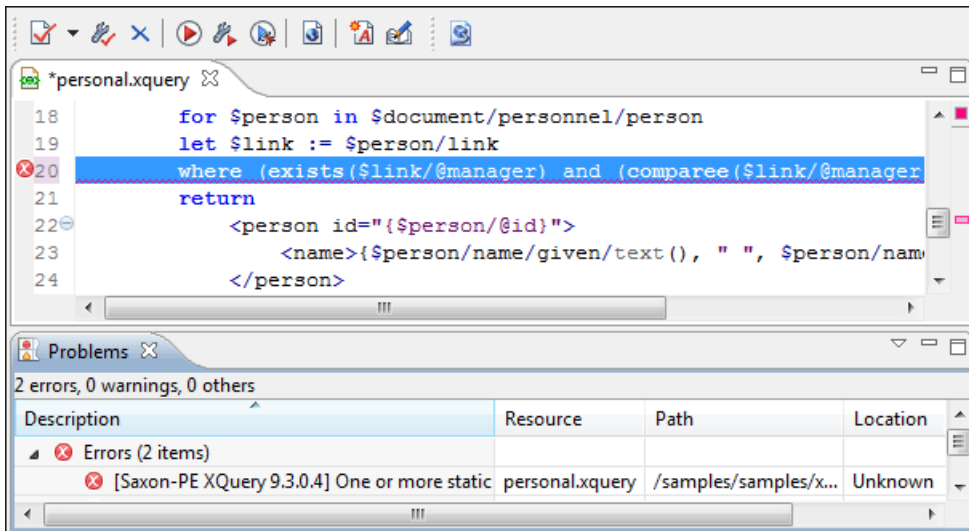 *personal.xquery
18 for $person in $document/personnel/person
19 let $link := $person/link
20 where (exists($link/@manager) and (comparee($link/@manager
21 return
22 <person id="{$person/@id}">
23 <name>{$person/name/given/text(), " ", $person/nam
24 </person>
Problems
2 errors, 0 warnings, 0 others
Description Resource Path Location
Errors (2 items)
[Saxon-PE XQuery 9.3.0.4] One or more static personal.xquery /samples/samples/x... Unknown